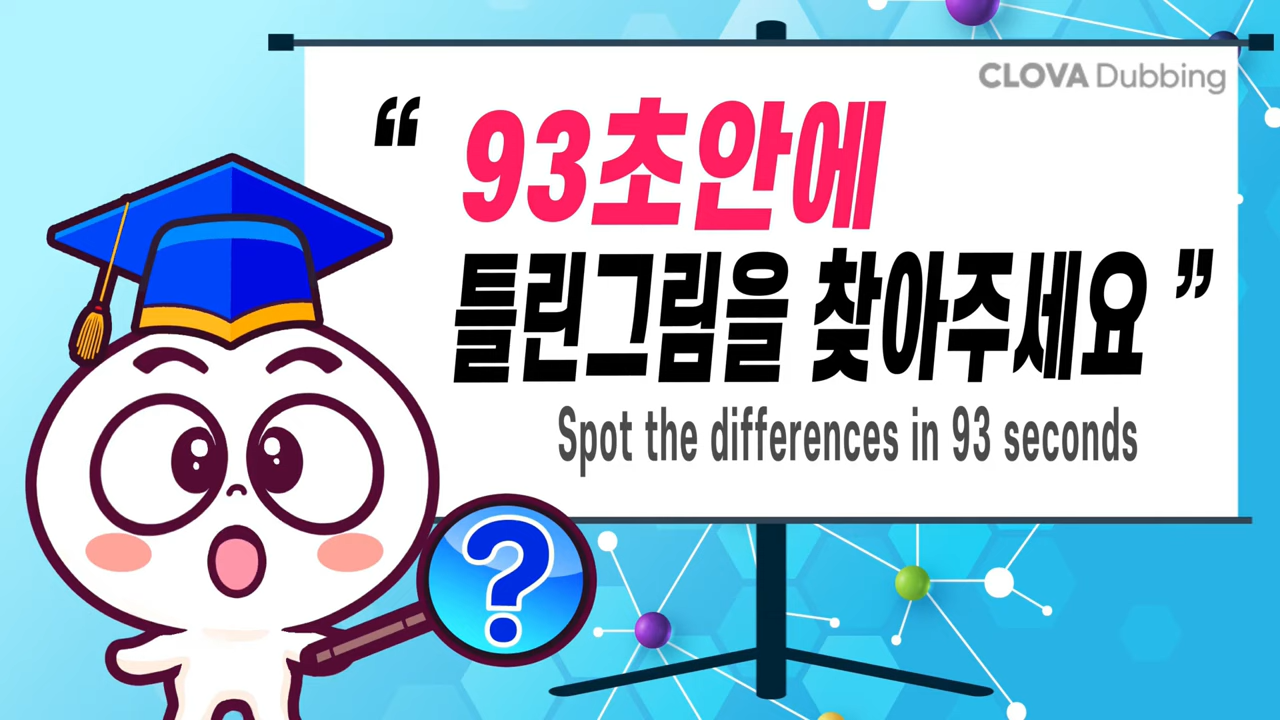 CLOVA Dubbing
“ 93초안에
틀린그림을 찾아주세요 ”
Spot the differences in 93 seconds
?